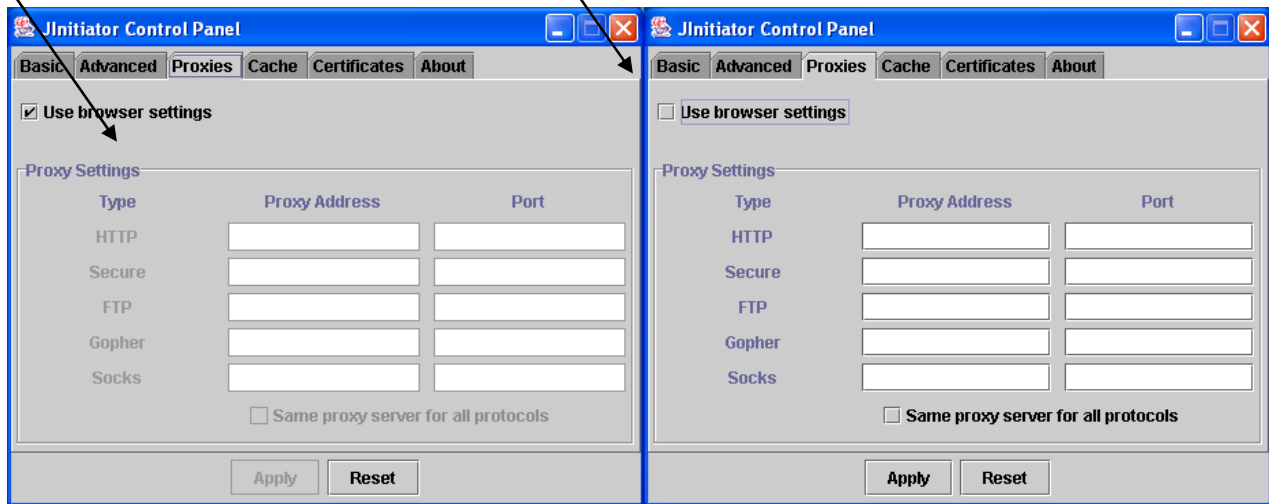 JInitiator Control Panel
Basic Advanced Proxies Cache Certificates About
Use browser settings
Proxy Settings
Type Proxy Address Port
HTTP
Secure
FTP
Gopher
Socks
Same proxy server for all protocols
Apply Reset
JInitiator Control Panel
Basic Advanced Proxies Cache Certificates About
Use browser settings
Proxy Settings
Type Proxy Address Port
HTTP
Secure
FTP
Gopher
Socks
Same proxy server for all protocols
Apply Reset